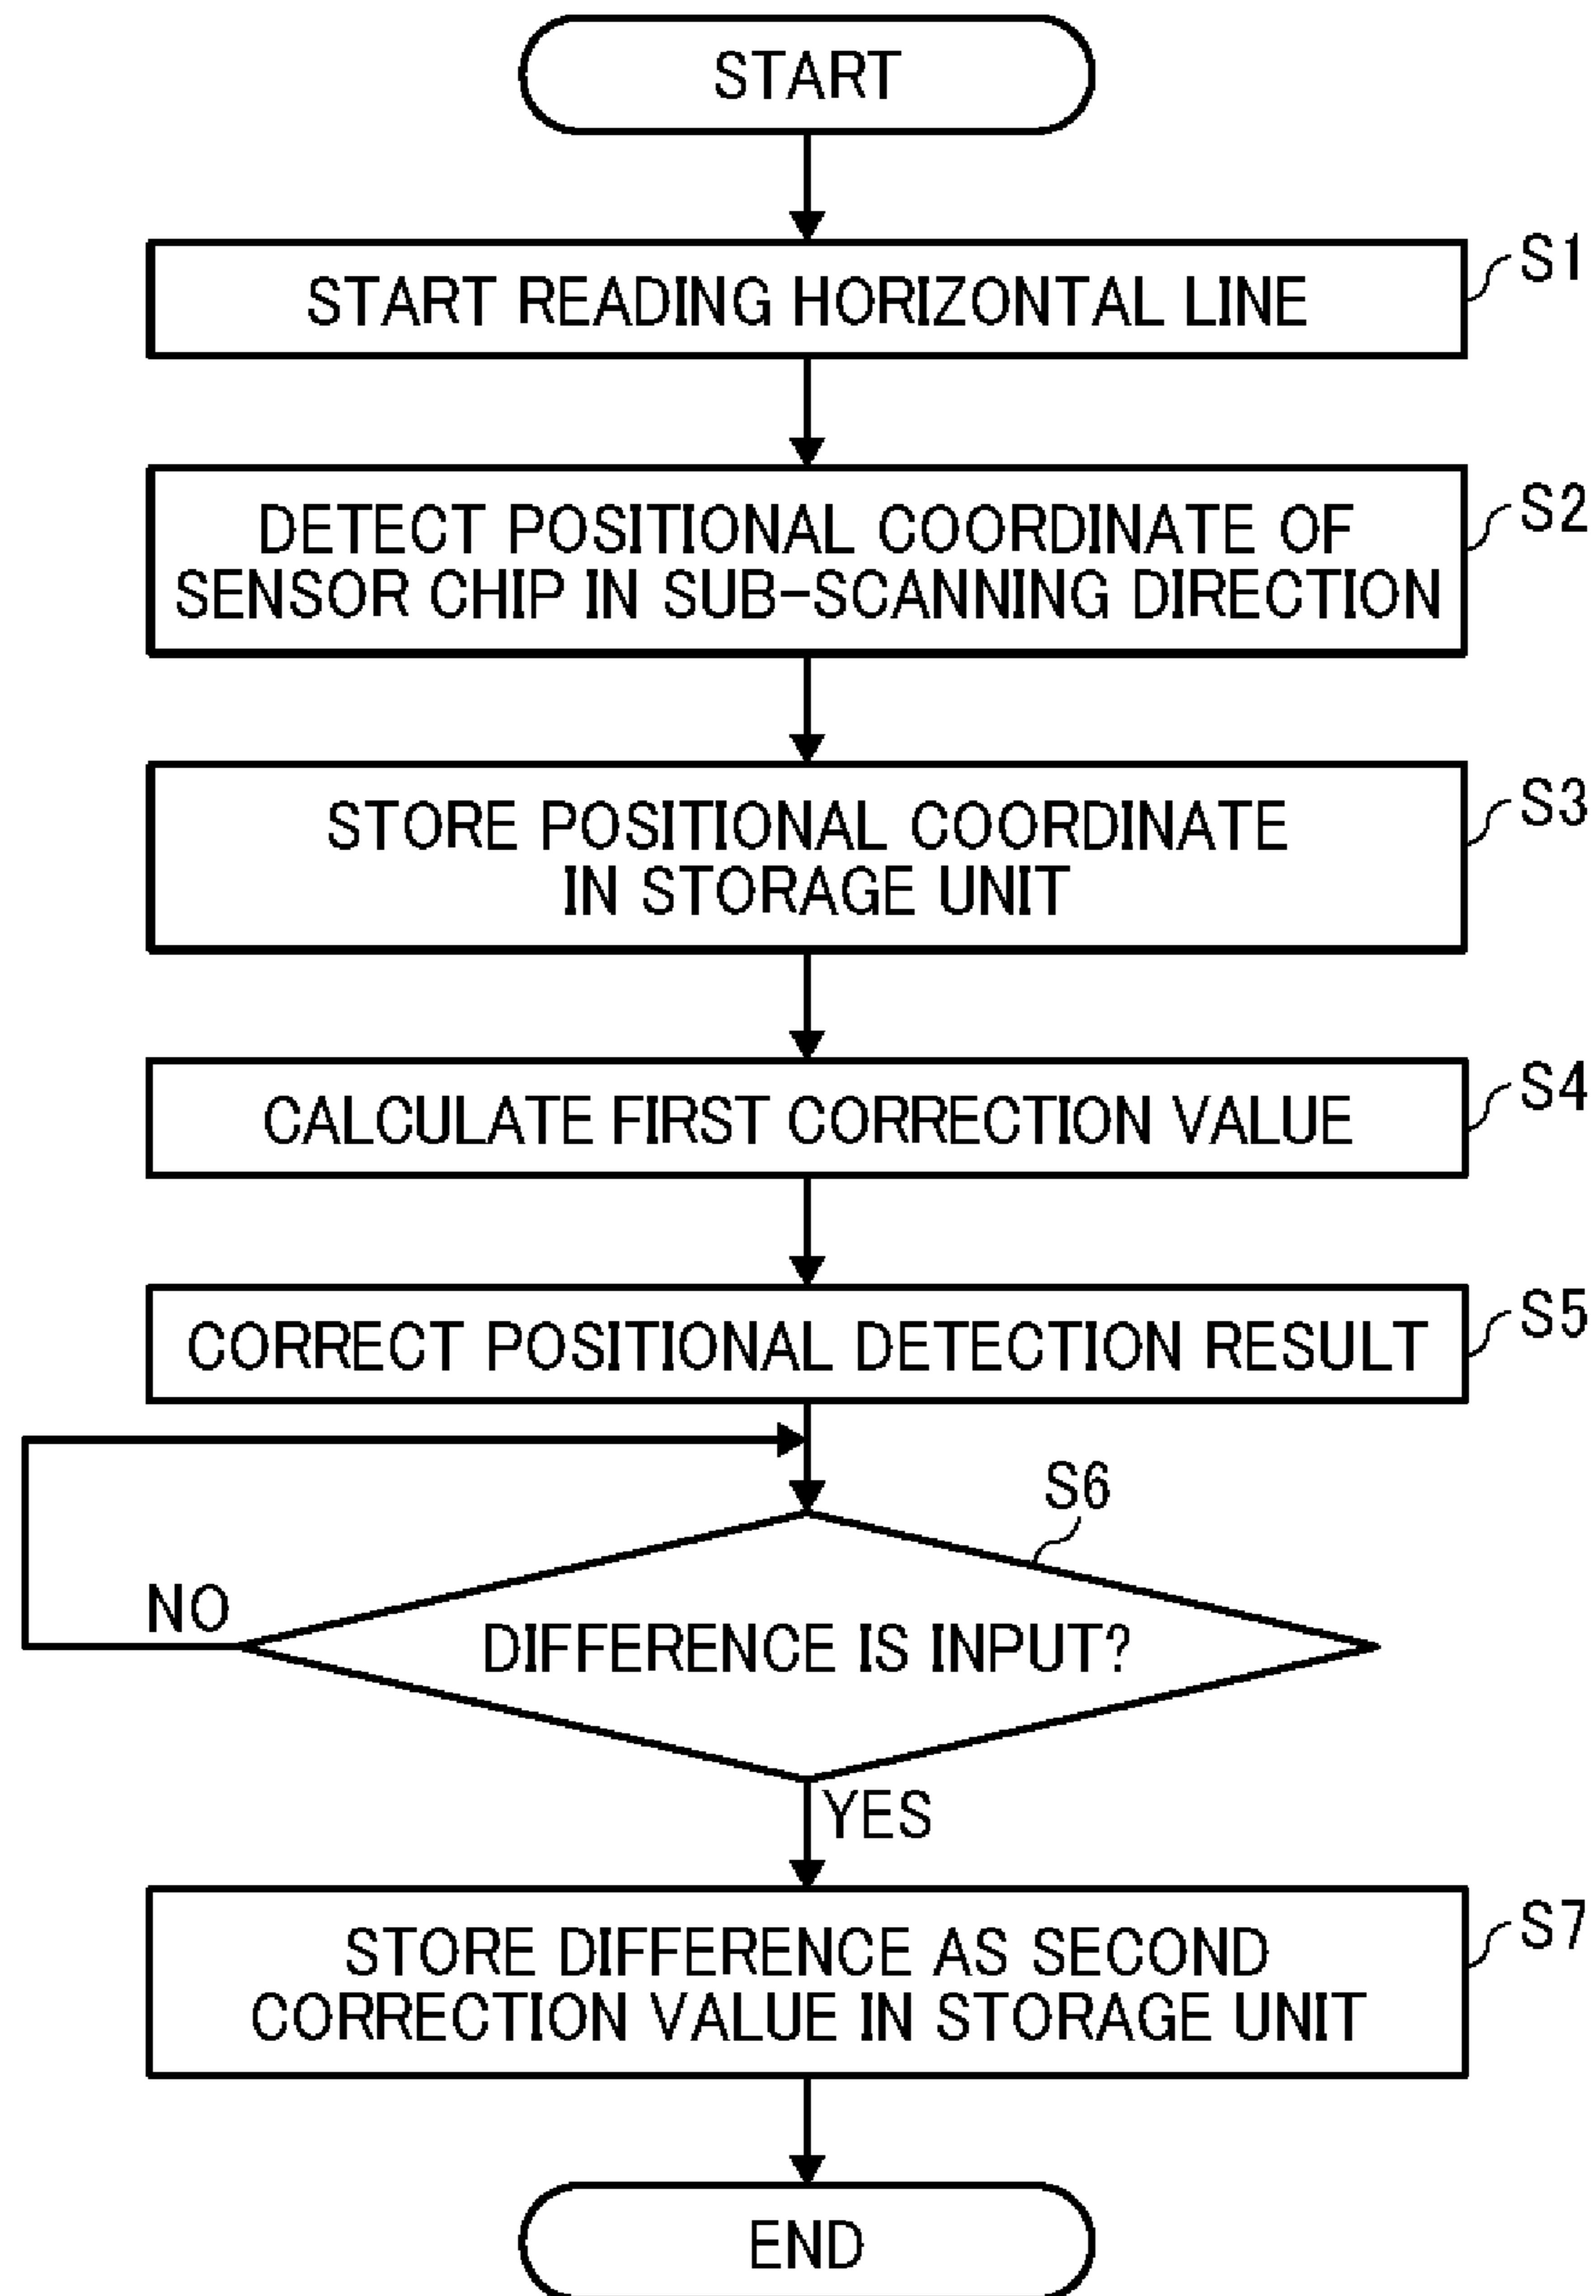 START
START READING HORIZONTAL LINE
S1
DETECT POSITIONAL COORDINATE OF
SENSOR CHIP IN SUB-SCANNING DIRECTION
S2
STORE POSITIONAL COORDINATE
IN STORAGE UNIT
S3
CALCULATE FIRST CORRECTION VALUE
S4
CORRECT POSITIONAL DETECTION RESULT
S5
S6
NO
DIFFERENCE IS INPUT?
YES
STORE DIFFERENCE AS SECOND
CORRECTION VALUE IN STORAGE UNIT
S7
END